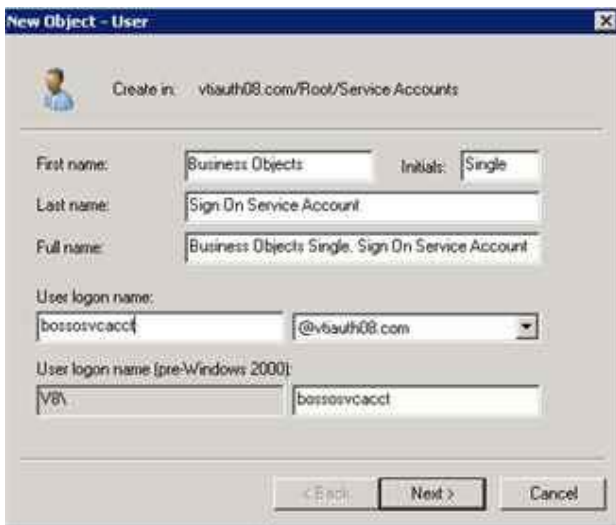 New Object - User
Create in: vtiauth08.com/Root/Service Accounts
First name: Business Objects Initials: Single
Last name: Sign On Service Account
Full name: Business Objects Single. Sign On Service Account
User logon name:
bossosvcacct @vtiauth08.com
User logon name (pre-Windows 2000):
V8\ bossosvcacct
< Back Next > Cancel